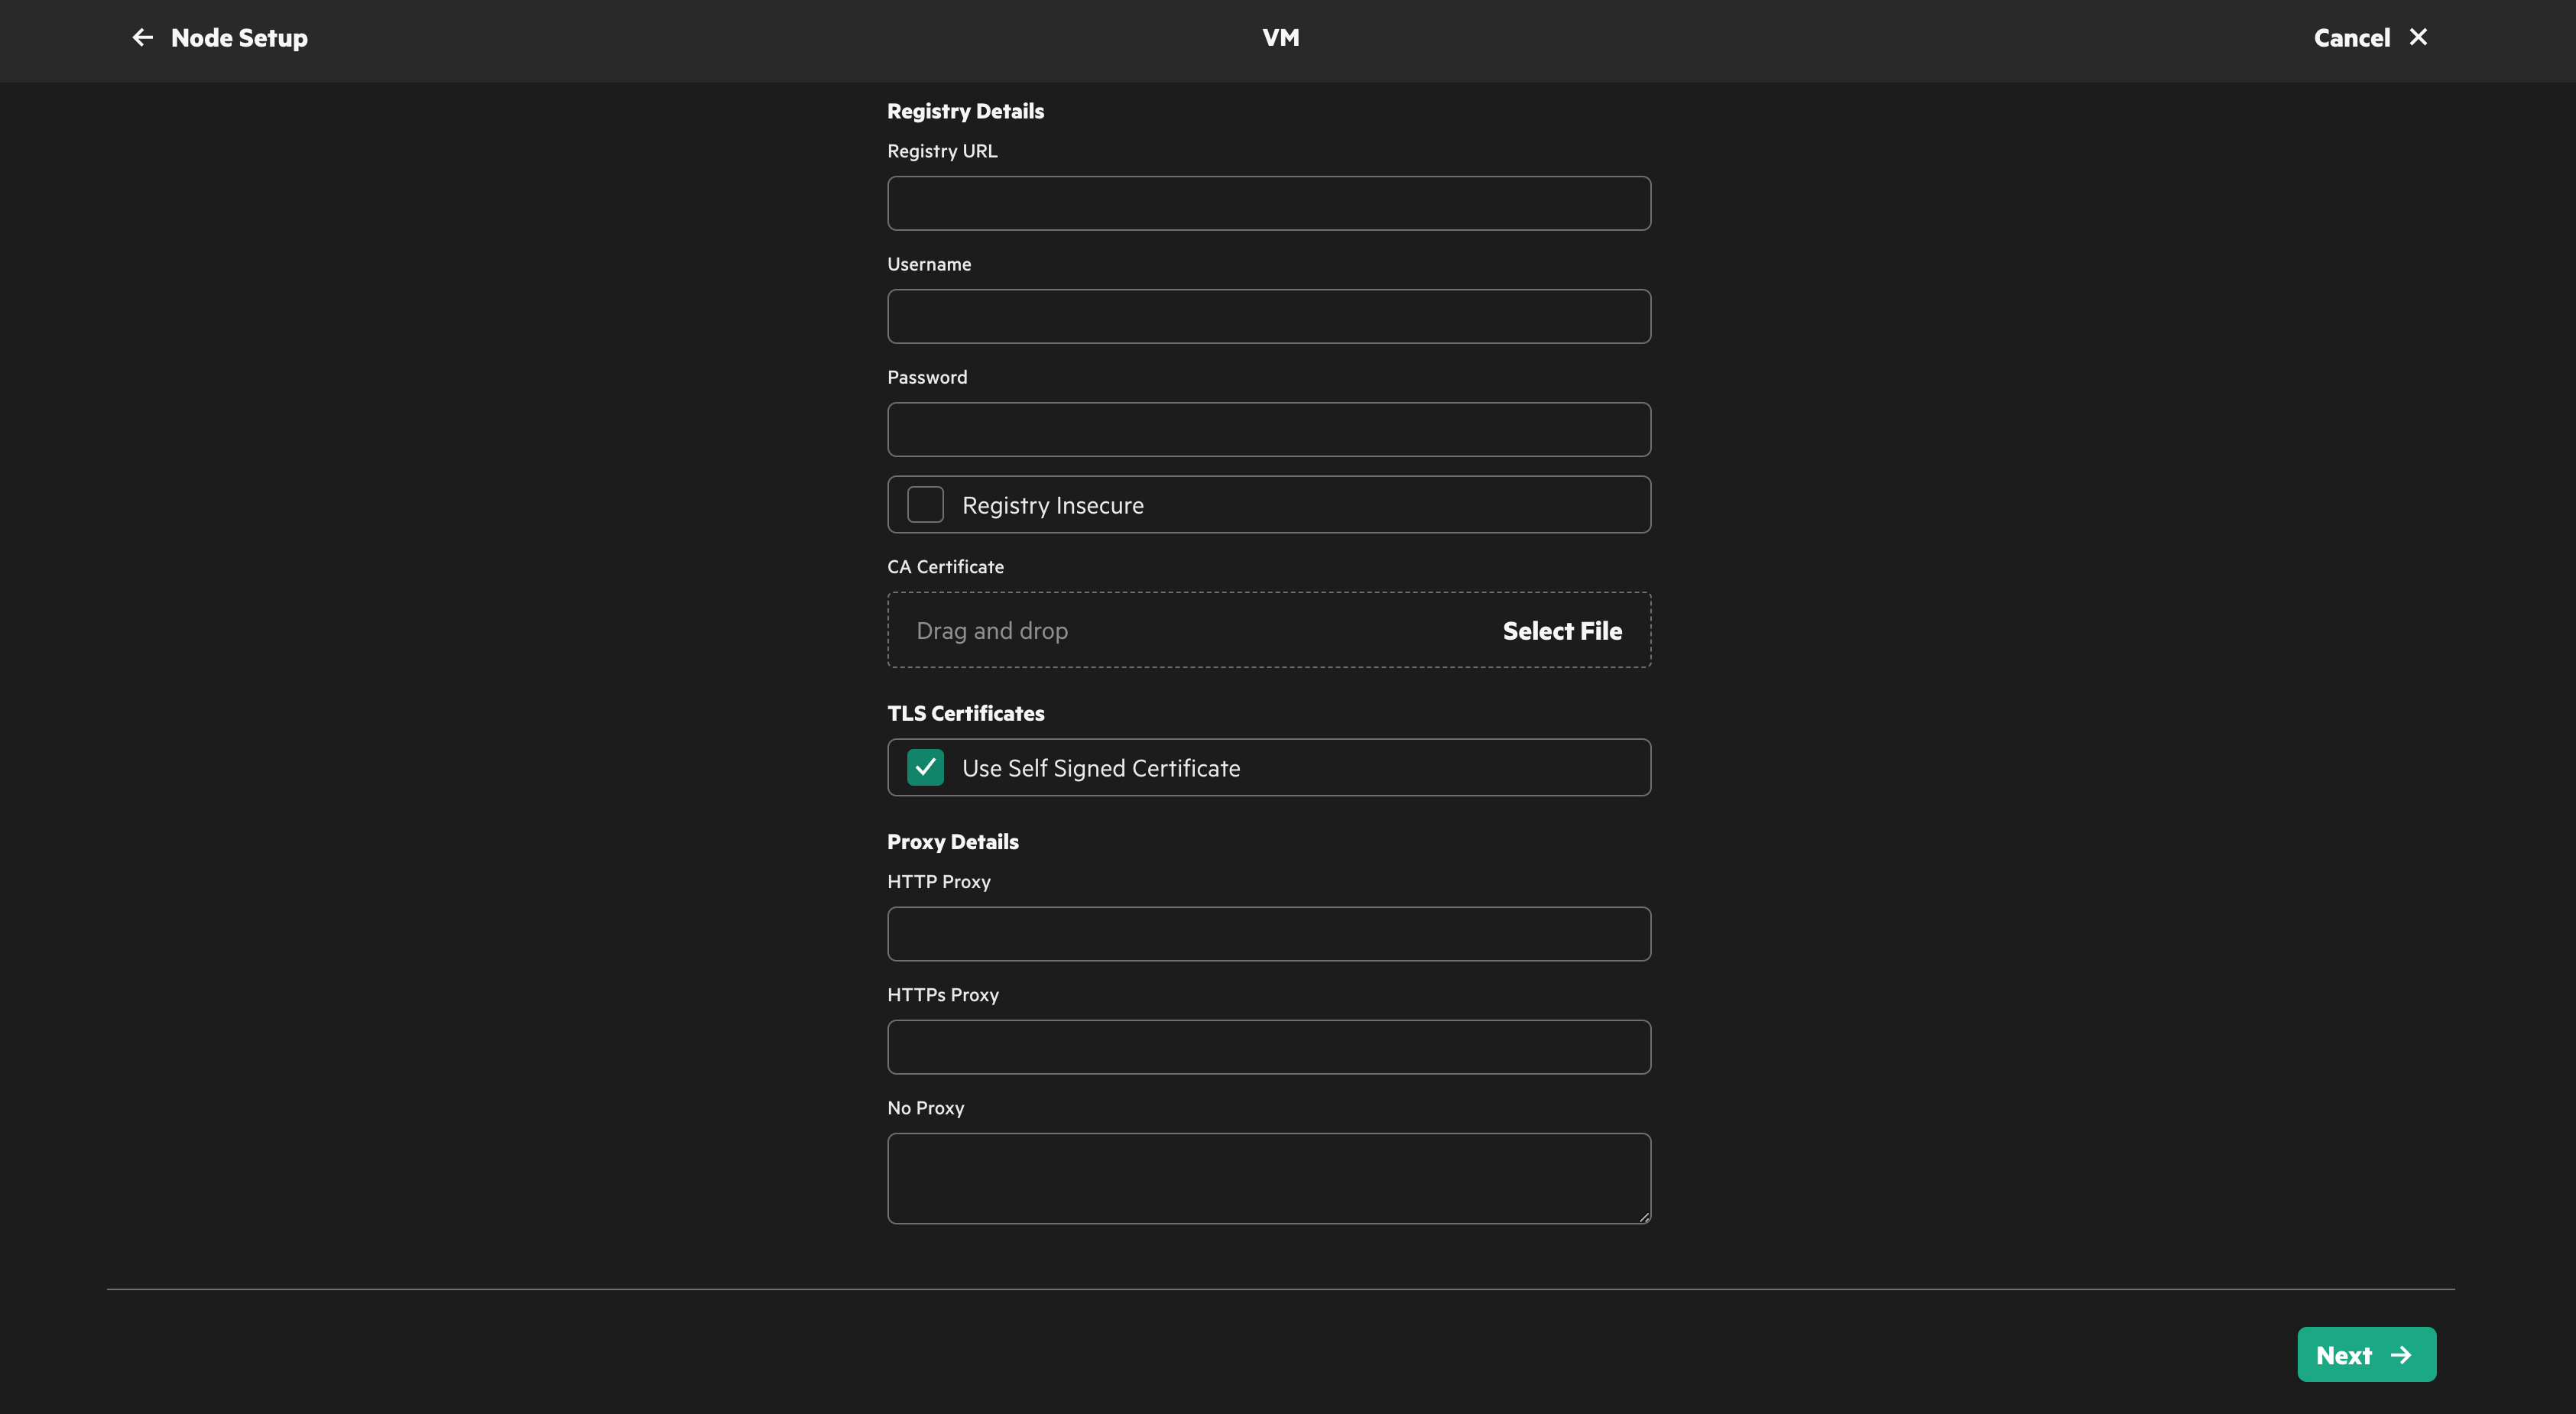 Node Setup
VM
Cancel
Registry Details
Registry URL
Username
Password
Registry Insecure
CA Certificate
Drag and drop
Select File
TLS Certificates
Use Self Signed Certificate
Proxy Details
HTTP Proxy
HTTPs Proxy
No Proxy
Next